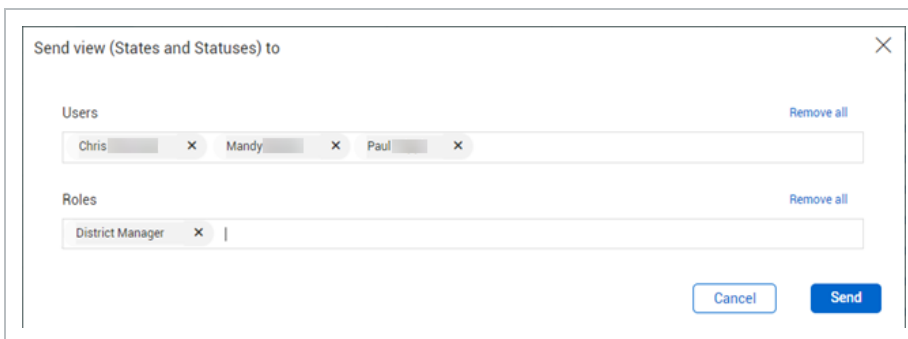 Send view (States and Statuses) to
Users Remove all
Chris Mandy Paul
Roles Remove all
District Manager
Cancel Send